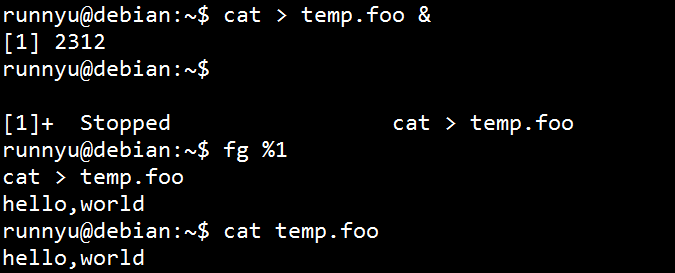 runnyu@debian:~$ cat > temp.foo &
[1] 2312
runnyu@debian:~$
[1]+  Stopped                 cat > temp.foo
runnyu@debian:~$ fg %1
cat > temp.foo
hello,world
runnyu@debian:~$ cat temp.foo
hello,world